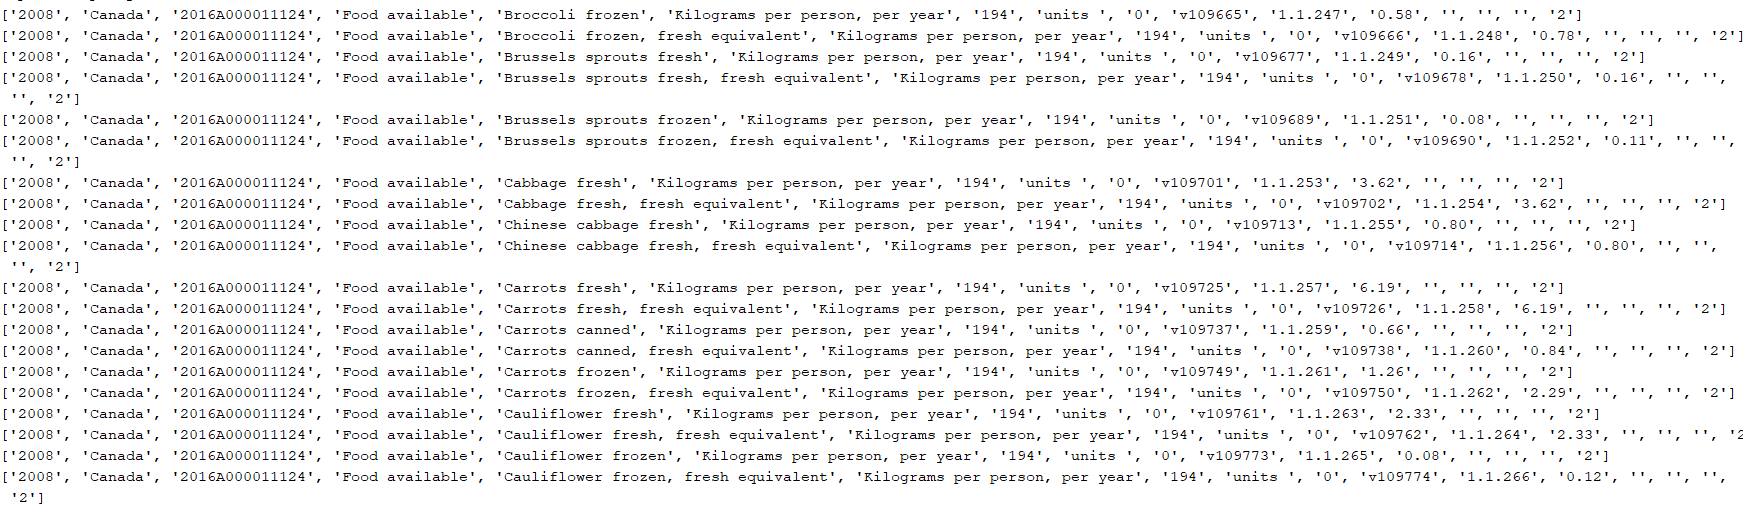 ['2008', 'Canada', '2016A000011124', 'Food available', 'Broccoli frozen', 'Kilograms per person, per year', '194', 'units ', '0', 'v109665', '1.1.247', '0.58', '', '', '', '2']
['2008', 'Canada', '2016A000011124', 'Food available', 'Broccoli frozen, fresh equivalent', 'Kilograms per person, per year', '194', 'units ', '0', 'v109666', '1.1.248', '0.78', '', '', '', '2']
['2008', 'Canada', '2016A000011124', 'Food available', 'Brussels sprouts fresh', 'Kilograms per person, per year', '194', 'units ', '0', 'v109677', '1.1.249', '0.16', '', '', '', '2']
['2008', 'Canada', '2016A000011124', 'Food available', 'Brussels sprouts fresh, fresh equivalent', 'Kilograms per person, per year', '194', 'units ', '0', 'v109678', '1.1.250', '0.16', '', '',
'', '2']
['2008', 'Canada', '2016A000011124', 'Food available', 'Brussels sprouts frozen', 'Kilograms per person, per year', '194', 'units ', '0', 'v109689', '1.1.251', '0.08', '', '', '', '2']
['2008', 'Canada', '2016A000011124', 'Food available', 'Brussels sprouts frozen, fresh equivalent', 'Kilograms per person, per year', '194', 'units ', '0', 'v109690', '1.1.252', '0.11', '', '',
'', '2']
['2008', 'Canada', '2016A000011124', 'Food available', 'Cabbage fresh', 'Kilograms per person, per year', '194', 'units ', '0', 'v109701', '1.1.253', '3.62', '', '', '', '2']
['2008', 'Canada', '2016A000011124', 'Food available', 'Cabbage fresh, fresh equivalent', 'Kilograms per person, per year', '194', 'units ', '0', 'v109702', '1.1.254', '3.62', '', '', '', '2']
['2008', 'Canada', '2016A000011124', 'Food available', 'Chinese cabbage fresh', 'Kilograms per person, per year', '194', 'units ', '0', 'v109713', '1.1.255', '0.80', '', '', '', '2']
['2008', 'Canada', '2016A000011124', 'Food available', 'Chinese cabbage fresh, fresh equivalent', 'Kilograms per person, per year', '194', 'units ', '0', 'v109714', '1.1.256', '0.80', '', '',
'', '2']
['2008', 'Canada', '2016A000011124', 'Food available', 'Carrots fresh', 'Kilograms per person, per year', '194', 'units ', '0', 'v109725', '1.1.257', '6.19', '', '', '', '2']
['2008', 'Canada', '2016A000011124', 'Food available', 'Carrots fresh, fresh equivalent', 'Kilograms per person, per year', '194', 'units ', '0', 'v109726', '1.1.258', '6.19', '', '', '', '2']
['2008', 'Canada', '2016A000011124', 'Food available', 'Carrots canned', 'Kilograms per person, per year', '194', 'units ', '0', 'v109737', '1.1.259', '0.66', '', '', '', '2']
['2008', 'Canada', '2016A000011124', 'Food available', 'Carrots canned, fresh equivalent', 'Kilograms per person, per year', '194', 'units ', '0', 'v109738', '1.1.260', '0.84', '', '', '', '2']
['2008', 'Canada', '2016A000011124', 'Food available', 'Carrots frozen', 'Kilograms per person, per year', '194', 'units ', '0', 'v109749', '1.1.261', '1.26', '', '', '', '2']
['2008', 'Canada', '2016A000011124', 'Food available', 'Carrots frozen, fresh equivalent', 'Kilograms per person, per year', '194', 'units ', '0', 'v109750', '1.1.262', '2.29', '', '', '', '2']
['2008', 'Canada', '2016A000011124', 'Food available', 'Cauliflower fresh', 'Kilograms per person, per year', '194', 'units ', '0', 'v109761', '1.1.263', '2.33', '', '', '', '2']
['2008', 'Canada', '2016A000011124', 'Food available', 'Cauliflower fresh, fresh equivalent', 'Kilograms per person, per year', '194', 'units ', '0', 'v109762', '1.1.264', '2.33', '', '', '', '2
['2008', 'Canada', '2016A000011124', 'Food available', 'Cauliflower frozen', 'Kilograms per person, per year', '194', 'units ', '0', 'v109773', '1.1.265', '0.08', '', '', '', '2']
['2008', 'Canada', '2016A000011124', 'Food available', 'Cauliflower frozen, fresh equivalent', 'Kilograms per person, per year', '194', 'units ', '0', 'v109774', '1.1.266', '0.12', '', '', '',
'2']